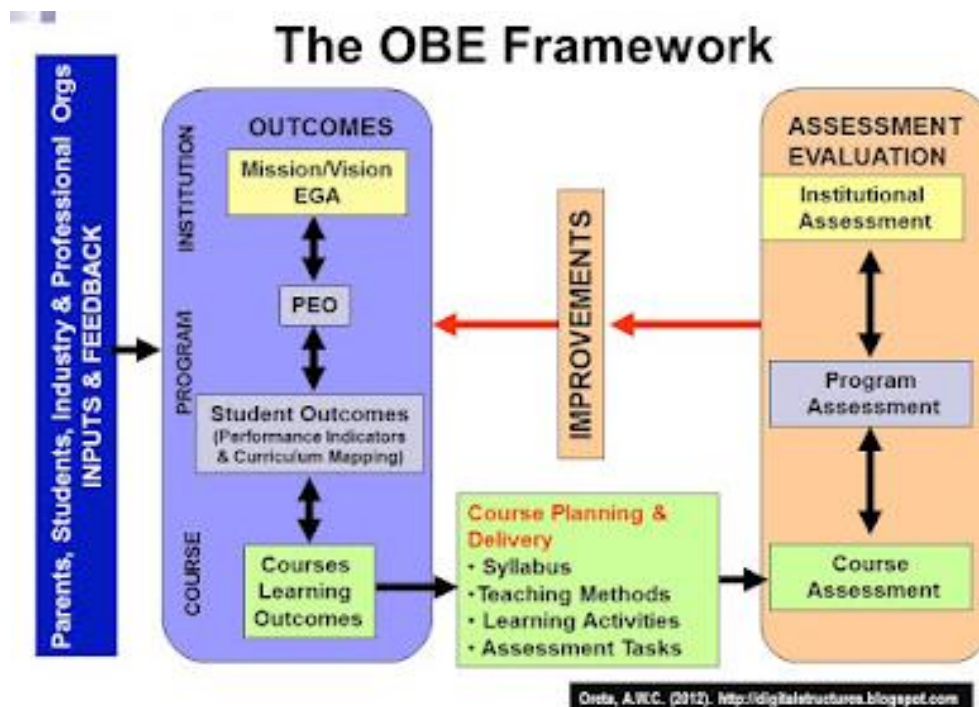 The OBE Framework
Parents, Students, Industry & Professional Orgs
INPUTS & FEEDBACK
INSTITUTION
PROGRAM
COURSE
OUTCOMES
Mission/Vision
EGA
PEO
Student Outcomes
(Performance Indicators
& Curriculum Mapping)
Courses
Learning
Outcomes
Course Planning &
Delivery
• Syllabus
• Teaching Methods
• Learning Activities
• Assessment Tasks
IMPROVEMENTS
ASSESSMENT
EVALUATION
Institutional
Assessment
Program
Assessment
Course
Assessment
Oreta, A.W.C. (2012). http://digitalstructures.blogspot.com